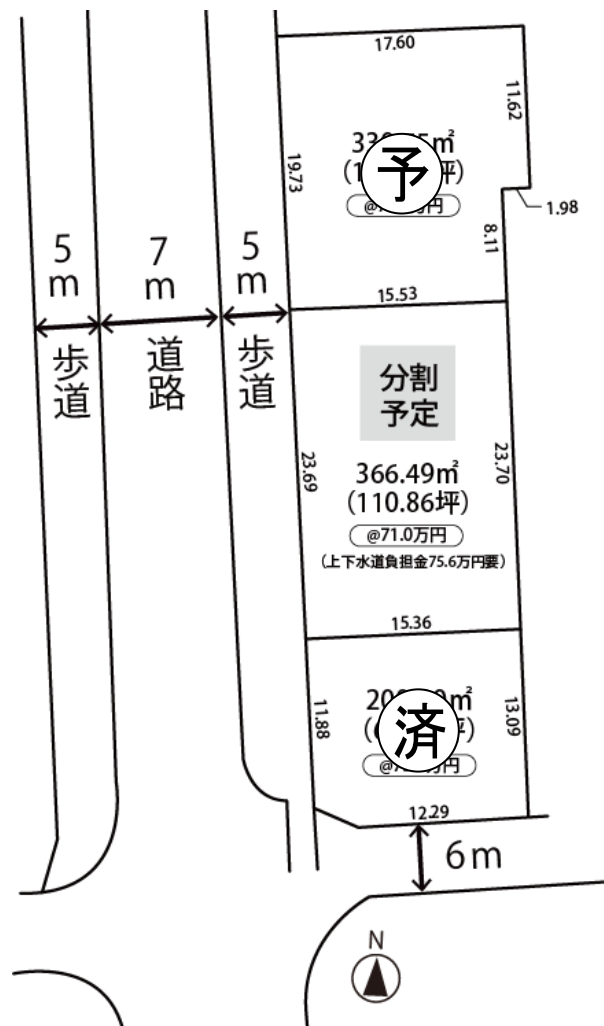 17.60
11.62
予
19.73
1.98
8.11
15.53
5m
7m
5m
歩道
道路
歩道
分割
予定
366.49㎡
(110.86坪)
@71.0万円
(上下水道負担金75.6万円要)
23.69
23.70
15.36
11.88
済
13.09
12.29
6m
N